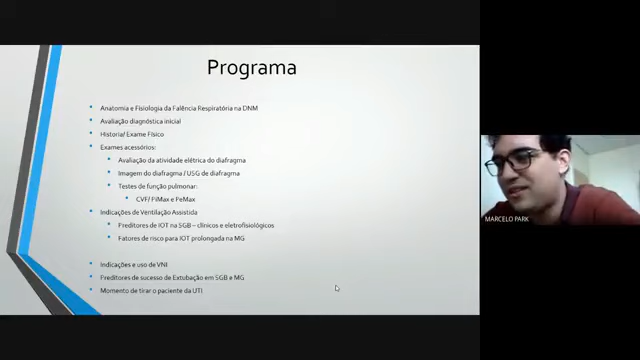 Programa
Anatomia e Fisiologia da Falência Respiratória na DNM
Avaliação diagnóstica inicial
Historia/ Exame Físico
Exames acessórios:
Avaliação da atividade elétrica do diafragma
Imagem do diafragma / USG de diafragma
Testes de função pulmonar:
CVF/ PiMax e PeMax
Indicações de Ventilação Assistida
Preditores de IOT na SGB – clínicos e eletrofisiológicos
Fatores de risco para IOT prolongada na MG
Indicações e uso de VNI
Preditores de sucesso de Extubação em SGB e MG
Momento de tirar o paciente da UTI
MARCELO PARK